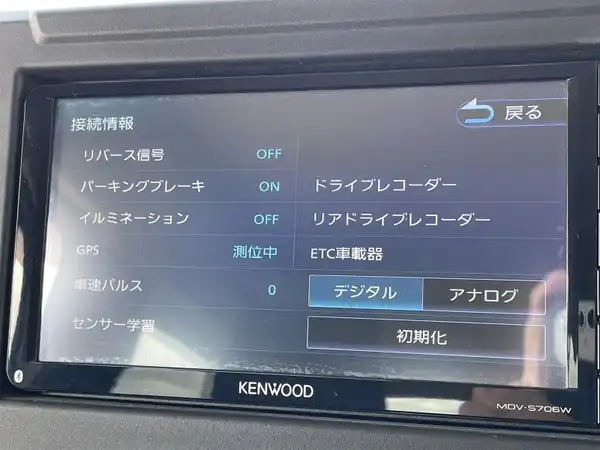 接続情報
戻る
リバース信号 OFF
パーキングブレーキ ON ドライブレコーダー
イルミネーション OFF リアドライブレコーダー
GPS 測位中 ETC車載器
車速パルス 0 デジタル アナログ
センサー学習 初期化
KENWOOD
MDV-S706W